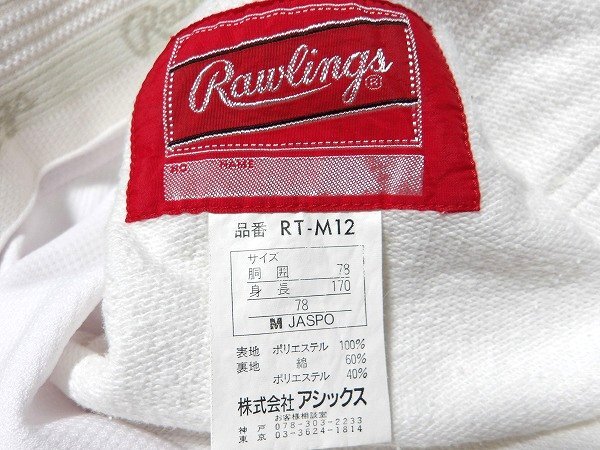 Rawlings®
NO. NAME
品番 RT-M12
サイズ
胴囲 78
身長 170
78
M JASPO
表地 ポリエステル 100%
裏地 綿 60%
ポリエステル 40%
株式会社アシックス
お客様相談室
神戸 078-303-2233
東京 03-3624-1814